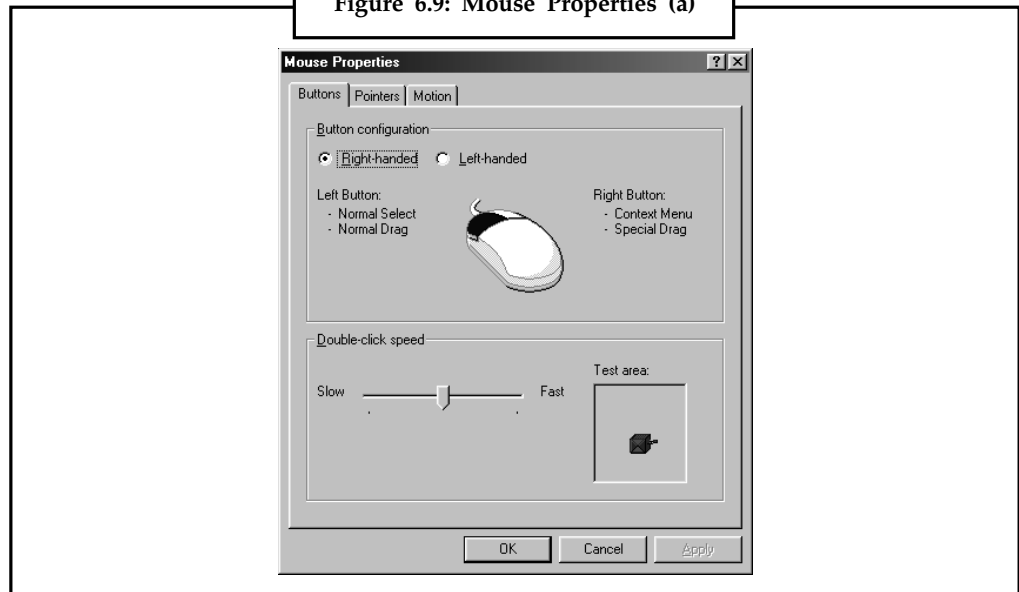 Figure 6.9: Mouse Properties (a)
Mouse Properties
Buttons Pointers Motion
Button configuration
Right-handed Left-handed
Left Button:
- Normal Select
- Normal Drag
Right Button:
- Context Menu
- Special Drag
Double-click speed
Test area:
Slow Fast
OK Cancel Apply